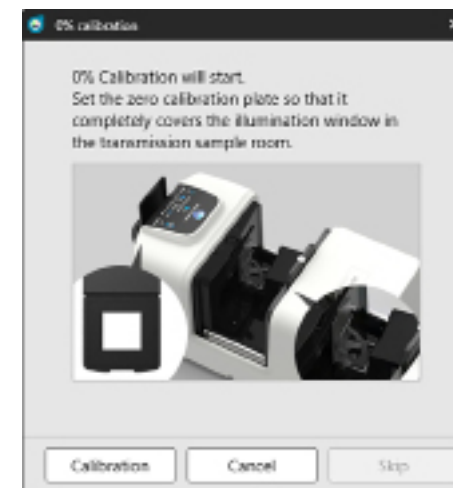 0% calibration
0% Calibration will start.
Set the zero calibration plate so that it
completely covers the illumination window in
the transmission sample room.
Calibration
Cancel
Skip